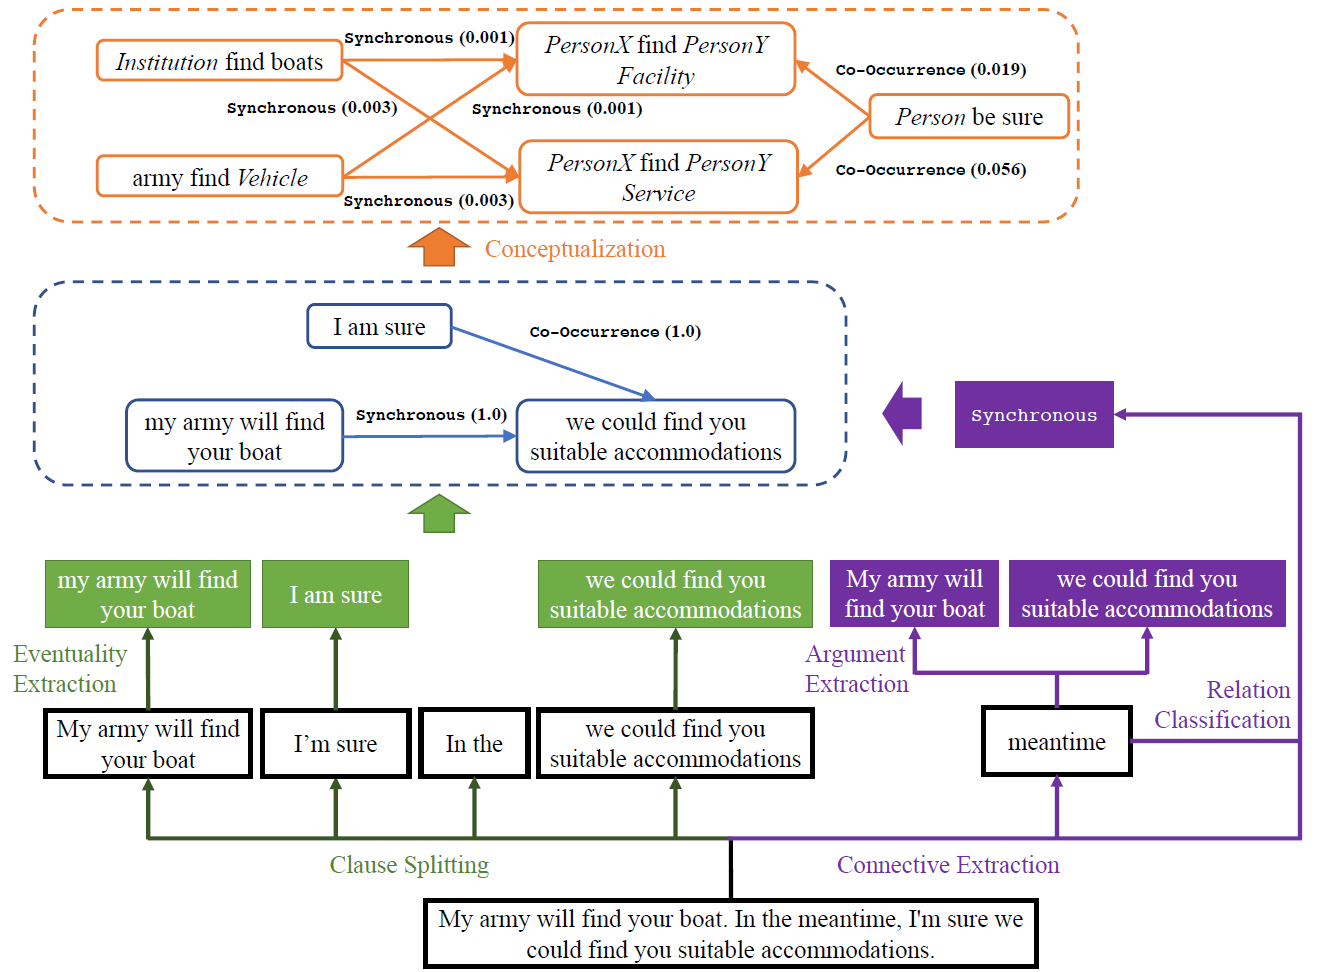 Institution find boats
Synchronous (0.001)
PersonX find PersonY
Facility
Co-Occurrence (0.019)
Synchronous (0.003)
Synchronous (0.001)
Person be sure
army find Vehicle
PersonX find PersonY
Service
Co-Occurrence (0.056)
Synchronous (0.003)
Conceptualization
I am sure
Co-Occurrence (1.0)
my army will find
your boat
Synchronous (1.0)
we could find you
suitable accommodations
Synchronous
my army will find
your boat
I am sure
we could find you
suitable accommodations
My army will
find your boat
we could find you
suitable accommodations
Eventuality
Extraction
Argument
Extraction
Relation
Classification
My army will find
your boat
I’m sure
In the
we could find you
suitable accommodations
meantime
Clause Splitting
Connective Extraction
My army will find your boat. In the meantime, I'm sure we
could find you suitable accommodations.